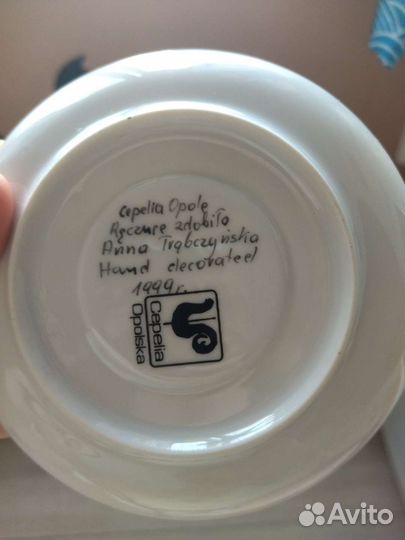 Cepelia Opole
Ręcznie zdobiła
Anna Trąbczyńska
Hand decorated
1999 r.
Cepelia
Opolska
Avito